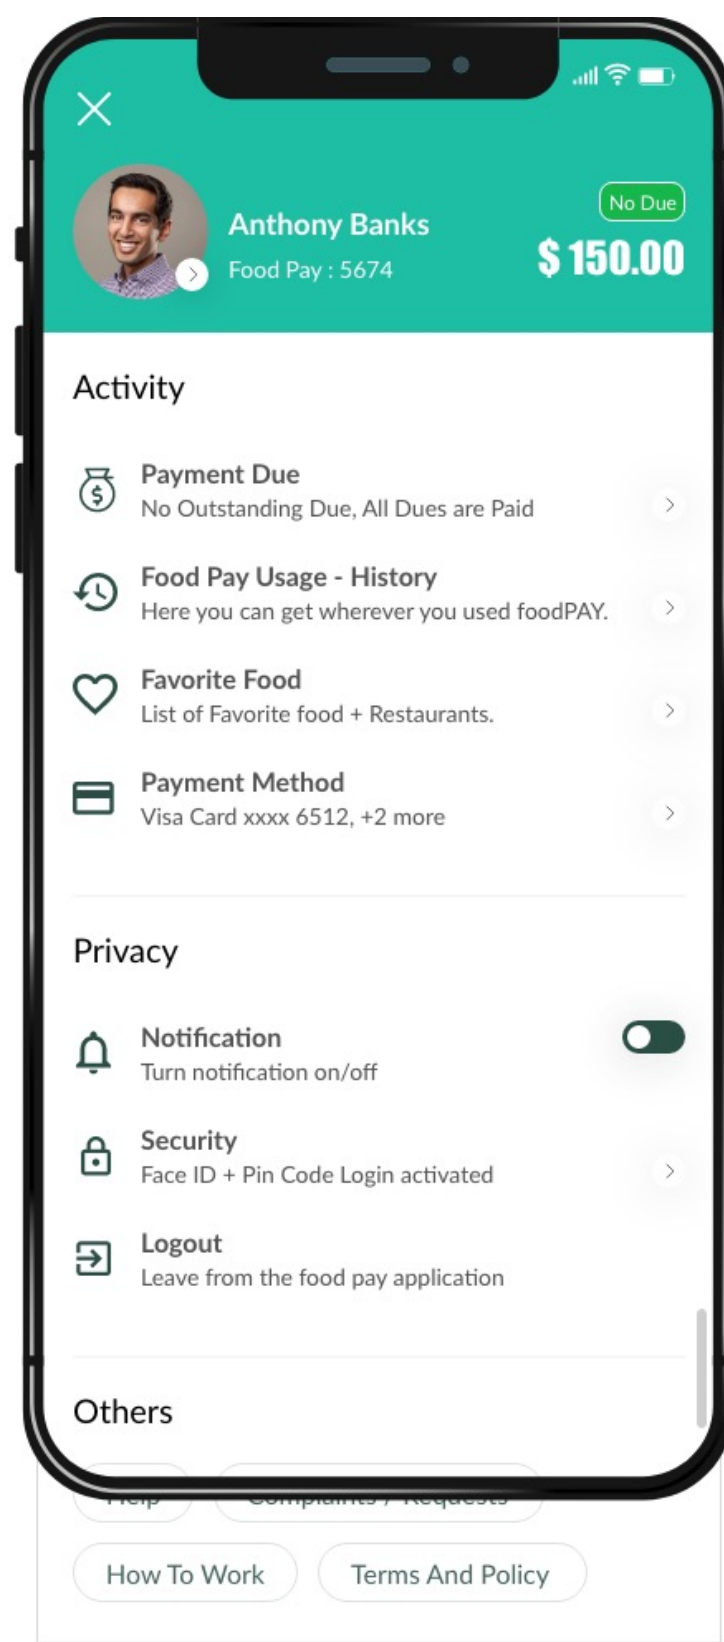 No Due
Anthony Banks
$ 150.00
Food Pay : 5674
Activity
Payment Due
No Outstanding Due, All Dues are Paid
Food Pay Usage - History
Here you can get wherever you used foodPAY.
Favorite Food
List of Favorite food + Restaurants.
Payment Method
Visa Card xxxx 6512, +2 more
Privacy
Notification
Turn notification on/off
Security
Face ID + Pin Code Login activated
Logout
Leave from the food pay application
Others
Help
Complaints / Requests
How To Work
Terms And Policy